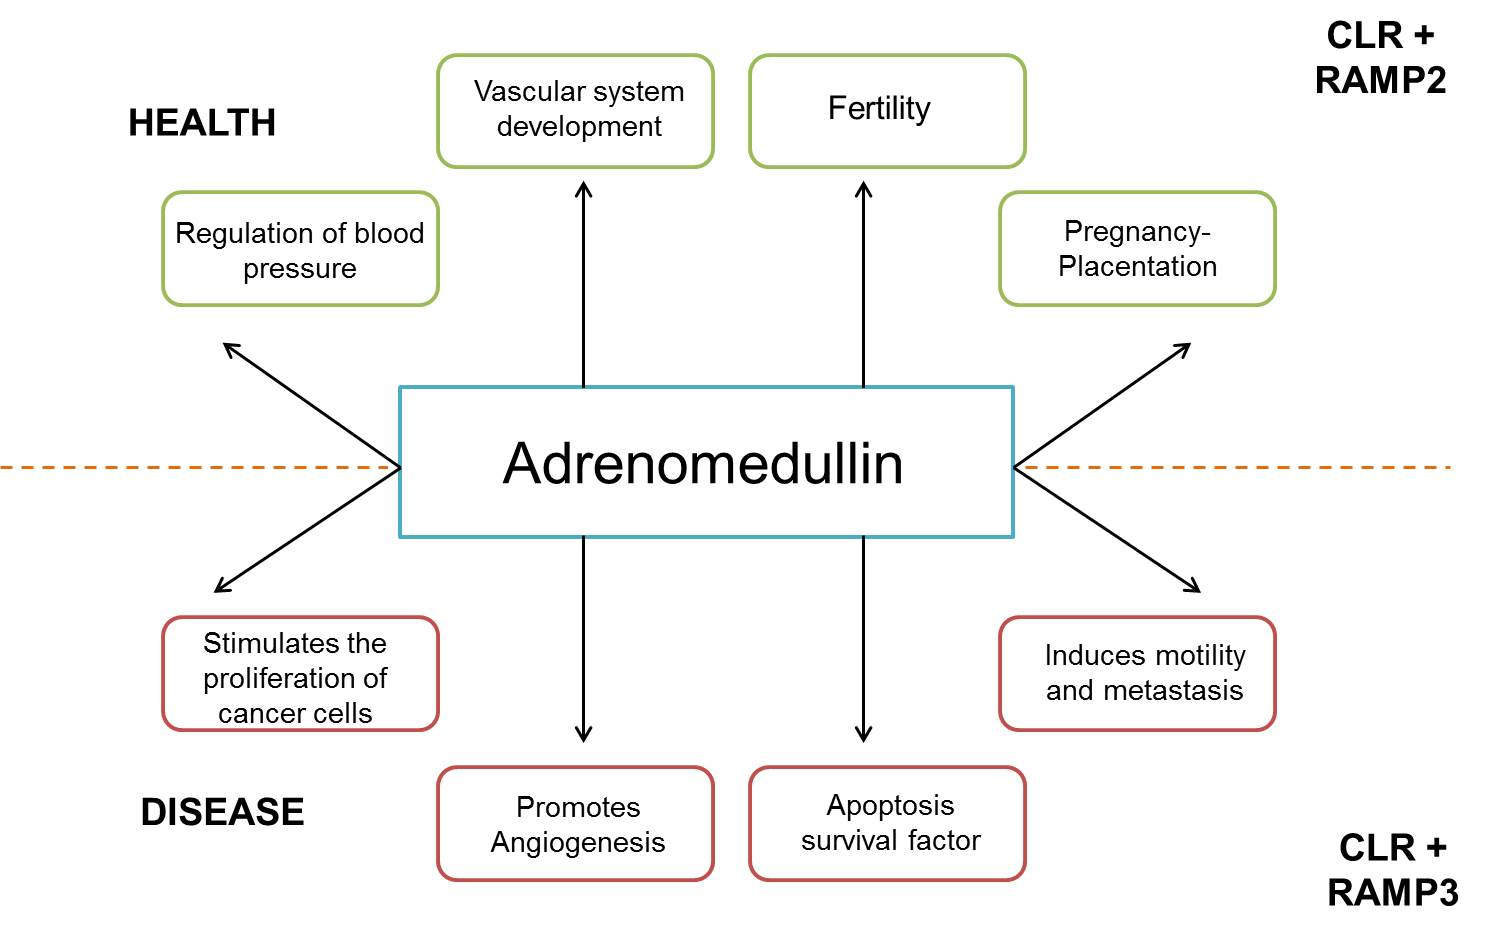 CLR +
RAMP2
HEALTH
Vascular system
development
Fertility
Regulation of blood
pressure
Pregnancy-
Placentation
Adrenomedullin
Stimulates the
proliferation of
cancer cells
Induces motility
and metastasis
DISEASE
Promotes
Angiogenesis
Apoptosis
survival factor
CLR +
RAMP3